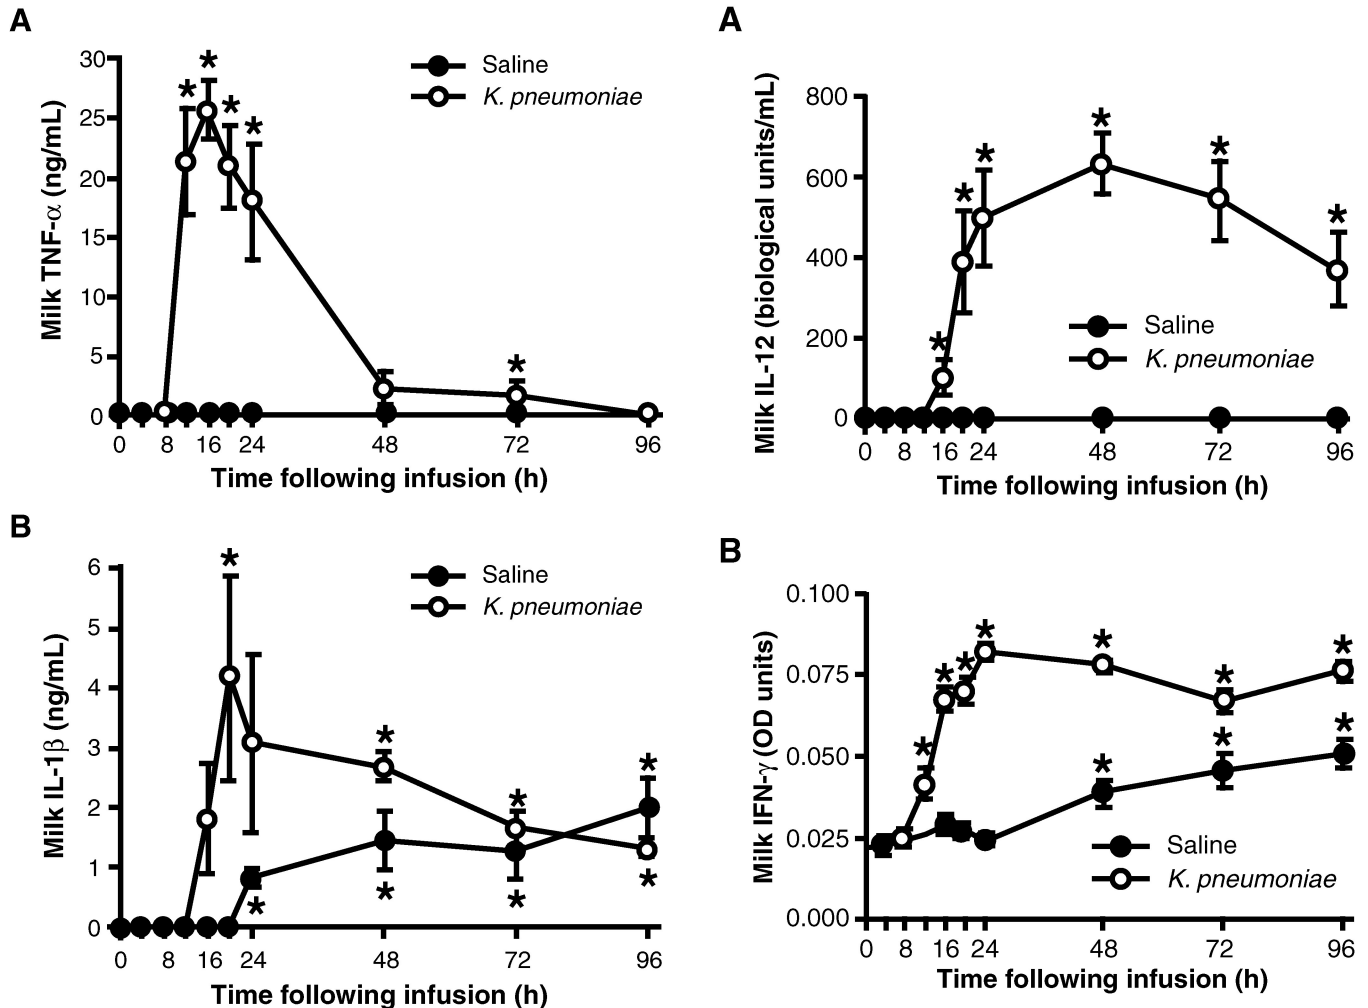 A
30
25
20
15
10
5
0
Milk TNF-α (ng/mL)
* * * * *
Saline
K. pneumoniae
0 8 16 24 48 72 96
Time following infusion (h)
B
6
5
4
3
2
1
0
Milk IL-1β (ng/mL)
* * * * * * * *
Saline
K. pneumoniae
0 8 16 24 48 72 96
Time following infusion (h)
A
800
600
400
200
0
Milk IL-12 (biological units/mL)
* * * * * *
Saline
K. pneumoniae
0 8 16 24 48 72 96
Time following infusion (h)
B
0.100
0.075
0.050
0.025
0.000
Milk IFN-γ (OD units)
* * * * * * * * * *
Saline
K. pneumoniae
0 8 16 24 48 72 96
Time following infusion (h)